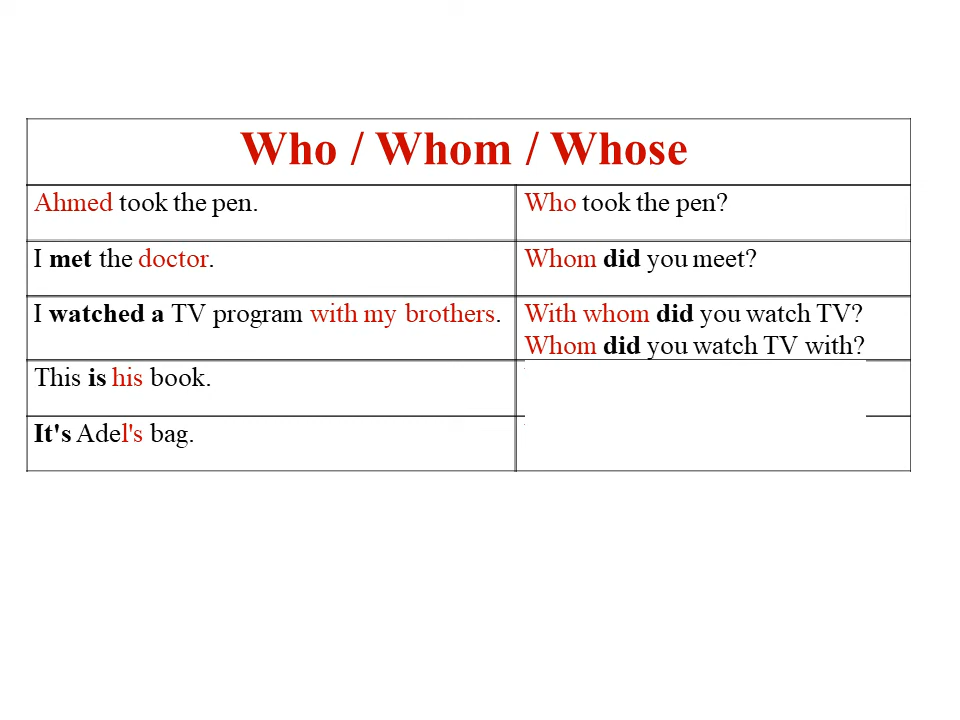 Who / Whom / Whose
Ahmed took the pen.
Who took the pen?
I met the doctor.
Whom did you meet?
I watched a TV program with my brothers.
With whom did you watch TV?
Whom did you watch TV with?
This is his book.
It's Adel's bag.